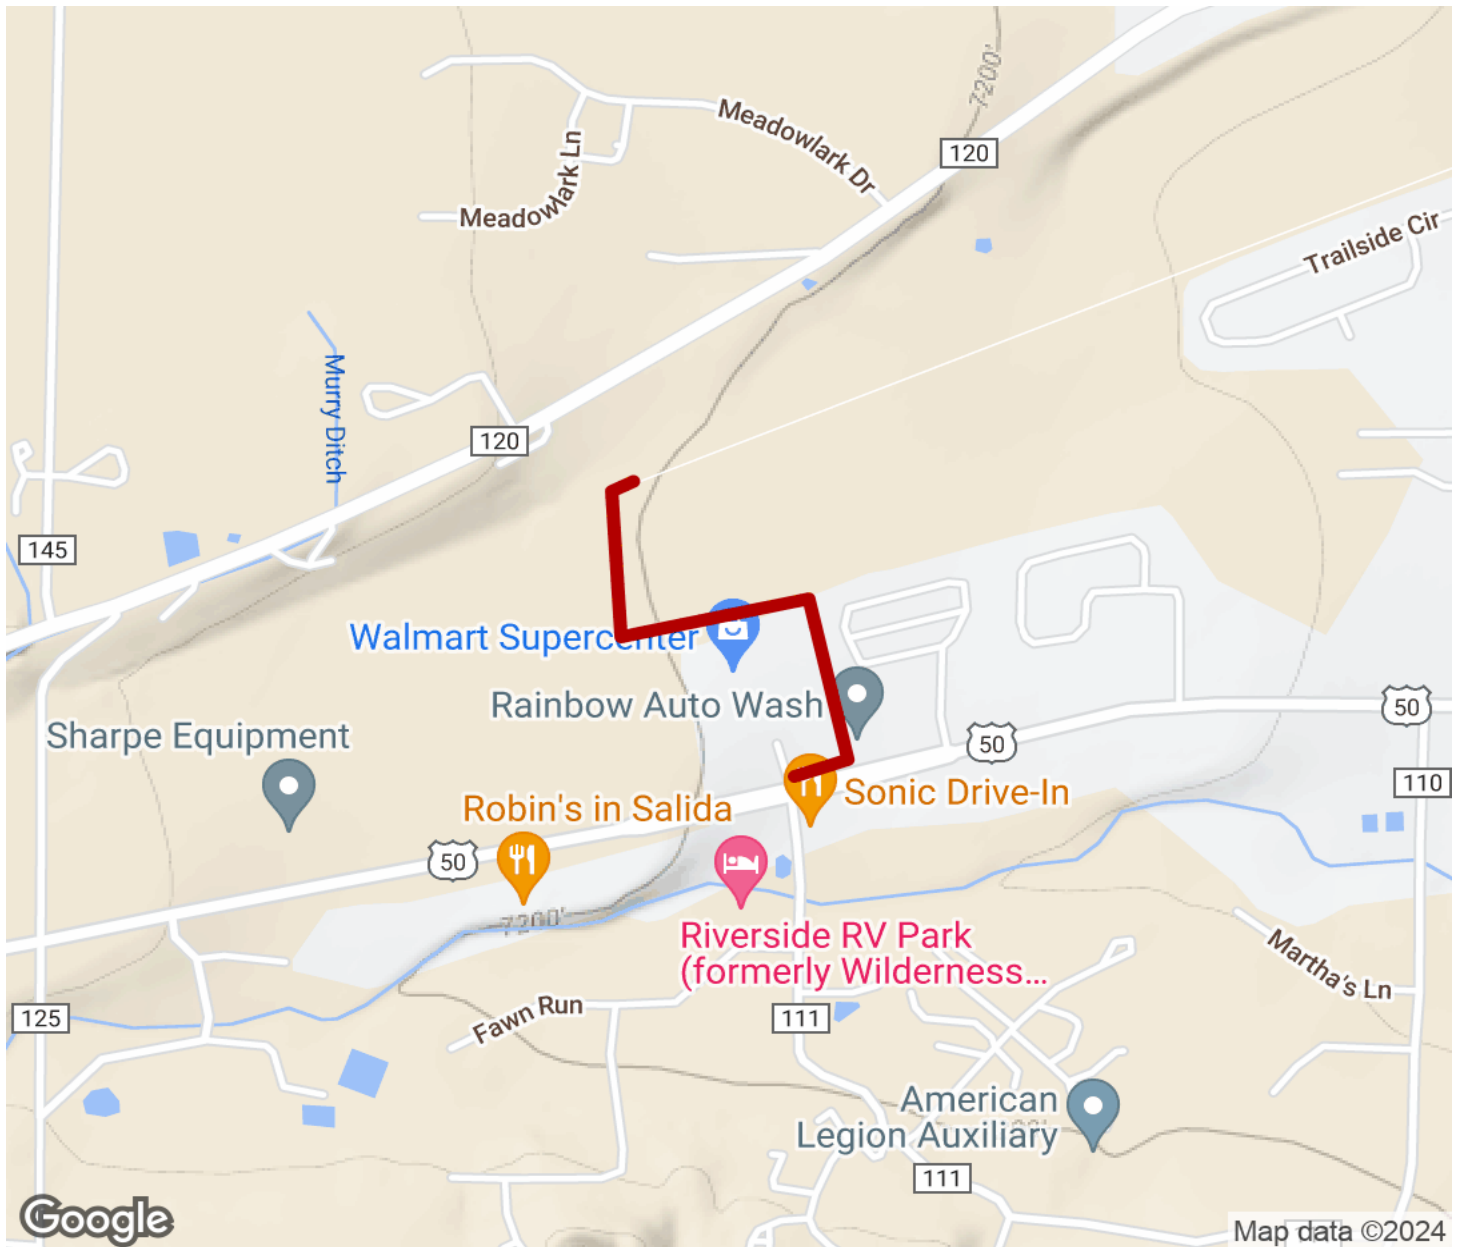 7200'
120
Meadowlark Dr
Meadowlark Ln
Trailside Cir
Murry Ditch
120
145
Walmart Supercenter
Rainbow Auto Wash
50
50
Sharpe Equipment
110
Sonic Drive-In
Robin's in Salida
50
7200'
Riverside RV Park
(formerly Wilderness...
Martha's Ln
Fawn Run
125
111
American
Legion Auxiliary
111
Google
Map data ©2024